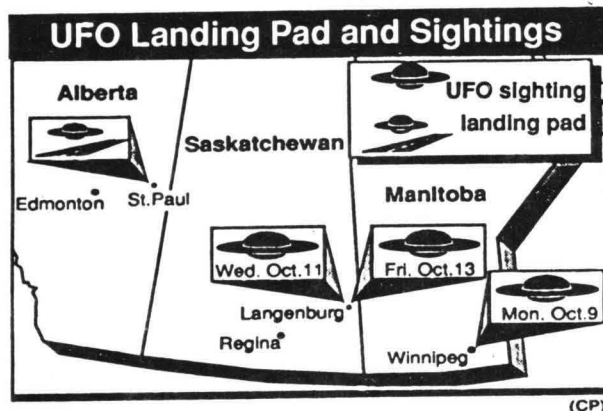 UFO Landing Pad and Sightings
Alberta
UFO sighting
landing pad
Saskatchewan
Manitoba
Edmonton
St.Paul
Wed. Oct.11
Fri. Oct.13
Mon. Oct.9
Langenburg
Regina
Winnipeg
(CP)